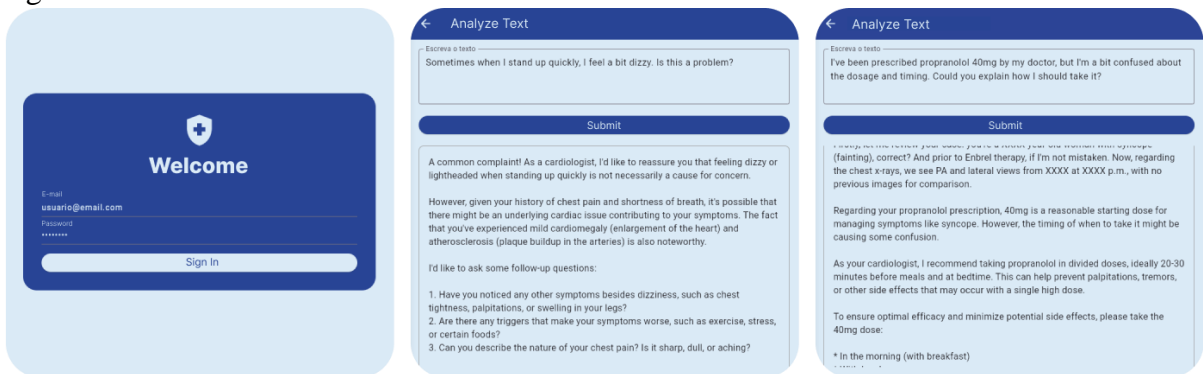 Welcome
E-mail
usuario@email.com
Password
••••••••
Sign In
← Analyze Text
Escreva o texto
Sometimes when I stand up quickly, I feel a bit dizzy. Is this a problem?
Submit
A common complaint! As a cardiologist, I'd like to reassure you that feeling dizzy or
lightheaded when standing up quickly is not necessarily a cause for concern.
However, given your history of chest pain and shortness of breath, it's possible that
there might be an underlying cardiac issue contributing to your symptoms. The fact
that you've experienced mild cardiomegaly (enlargement of the heart) and
atherosclerosis (plaque buildup in the arteries) is also noteworthy.
I'd like to ask some follow-up questions:
1. Have you noticed any other symptoms besides dizziness, such as chest
tightness, palpitations, or swelling in your legs?
2. Are there any triggers that make your symptoms worse, such as exercise, stress,
or certain foods?
3. Can you describe the nature of your chest pain? Is it sharp, dull, or aching?
← Analyze Text
Escreva o texto
I've been prescribed propranolol 40mg by my doctor, but I'm a bit confused about
the dosage and timing. Could you explain how I should take it?
Submit
(fainting), correct? And prior to Enbrel therapy, if I'm not mistaken. Now, regarding
the chest x-rays, we see PA and lateral views from XXXX at XXXX p.m., with no
previous images for comparison.
Regarding your propranolol prescription, 40mg is a reasonable starting dose for
managing symptoms like syncope. However, the timing of when to take it might be
causing some confusion.
As your cardiologist, I recommend taking propranolol in divided doses, ideally 20-30
minutes before meals and at bedtime. This can help prevent palpitations, tremors,
or other side effects that may occur with a single high dose.
To ensure optimal efficacy and minimize potential side effects, please take the
40mg dose:
* In the morning (with breakfast)